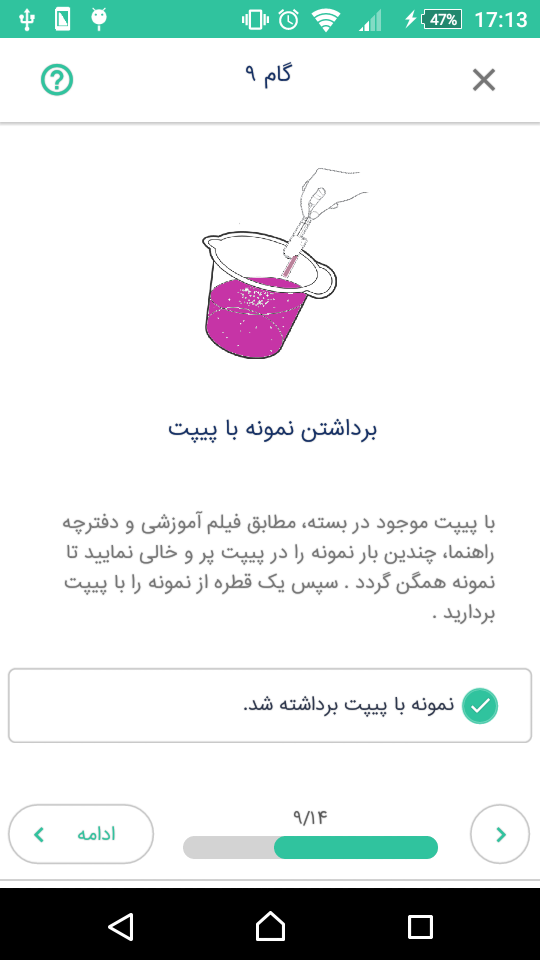 47% 17:13
گام ۹
برداشتن نمونه با پیپت
با پیپت موجود در بسته، مطابق فیلم آموزشی و دفترچه
راهنما، چندین بار نمونه را در پیپت پر و خالی نمایید تا
نمونه همگن گردد . سپس یک قطره از نمونه را با پیپت
بردارید .
نمونه با پیپت برداشته شد.
۹/۱۴
ادامه